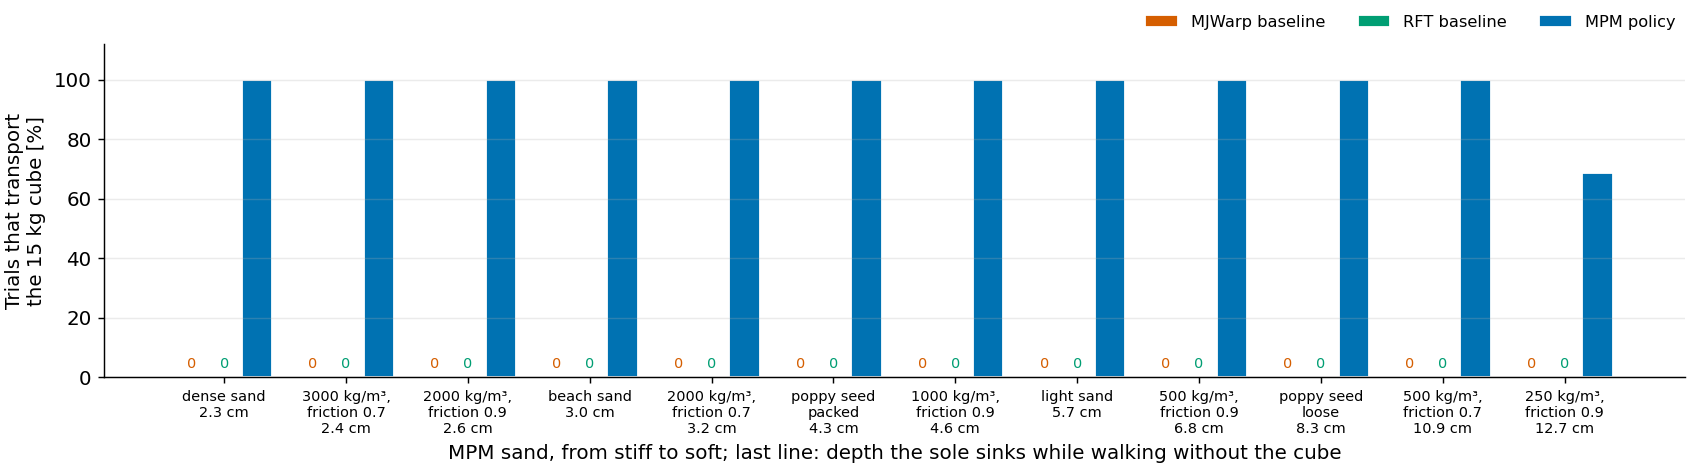 MJWarp baseline
RFT baseline
MPM policy
Trials that transport
the 15 kg cube [%]
100
80
60
40
20
0
0 0
0 0
0 0
0 0
0 0
0 0
0 0
0 0
0 0
0 0
0 0
0 0
dense sand
2.3 cm
3000 kg/m³,
friction 0.7
2.4 cm
2000 kg/m³,
friction 0.9
2.6 cm
beach sand
3.0 cm
2000 kg/m³,
friction 0.7
3.2 cm
poppy seed
packed
4.3 cm
1000 kg/m³,
friction 0.9
4.6 cm
light sand
5.7 cm
500 kg/m³,
friction 0.9
6.8 cm
poppy seed
loose
8.3 cm
500 kg/m³,
friction 0.7
10.9 cm
250 kg/m³,
friction 0.9
12.7 cm
MPM sand, from stiff to soft; last line: depth the sole sinks while walking without the cube